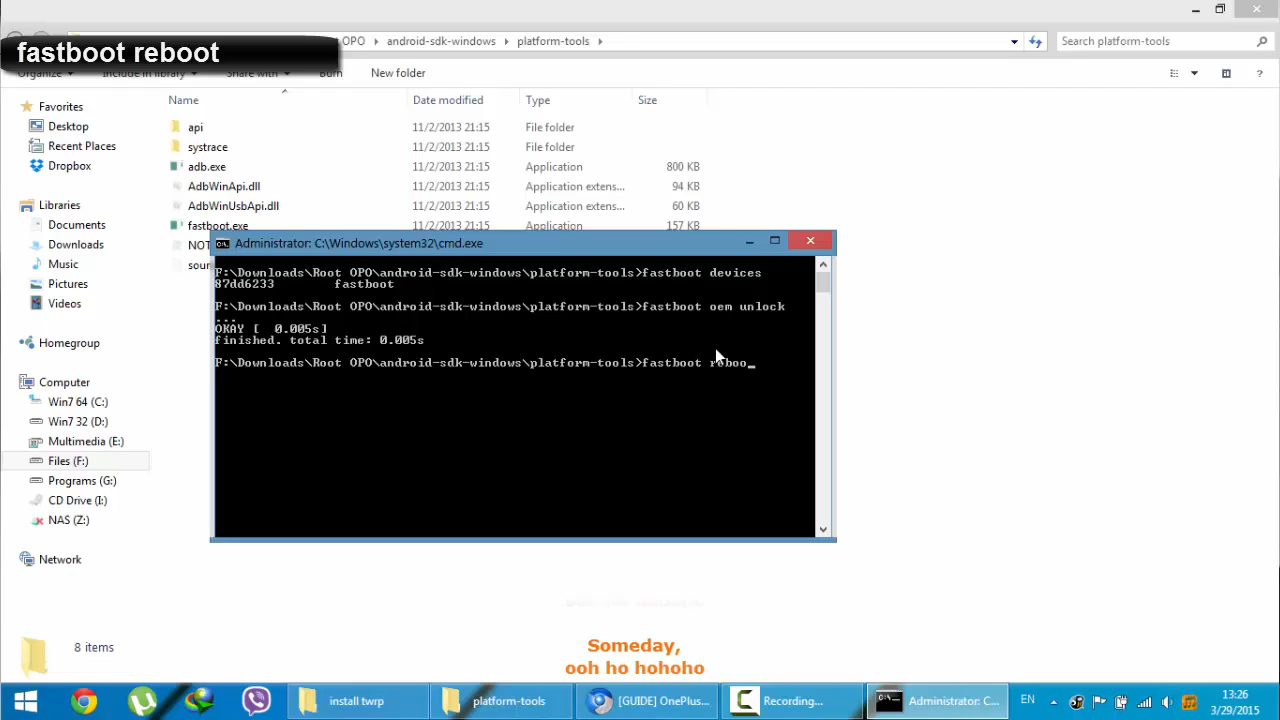 fastboot reboot
OPO
android-sdk-windows
platform-tools
Search platform-tools
Organize
Include in library
Share with
Burn
New folder
Name
Date modified
Type
Size
Favorites
Desktop
Recent Places
Dropbox
Libraries
Documents
Downloads
Music
Pictures
Videos
Homegroup
Computer
Win7 64 (C:)
Win7 32 (D:)
Multimedia (E:)
Files (F:)
Programs (G:)
CD Drive (I:)
NAS (Z:)
Network
api 11/2/2013 21:15 File folder
systrace 11/2/2013 21:15 File folder
adb.exe 11/2/2013 21:15 Application 800 KB
AdbWinApi.dll 11/2/2013 21:15 Application extens... 94 KB
AdbWinUsbApi.dll 11/2/2013 21:15 Application extens... 60 KB
fastboot.exe 11/2/2013 21:15 Application 157 KB
NOT
sour
Administrator: C:\Windows\system32\cmd.exe
F:\Downloads\Root OPO\android-sdk-windows\platform-tools>fastboot devices
87dd6233 fastboot
F:\Downloads\Root OPO\android-sdk-windows\platform-tools>fastboot oem unlock
...
OKAY [ 0.005s]
finished. total time: 0.005s
F:\Downloads\Root OPO\android-sdk-windows\platform-tools>fastboot reboo_
8 items
Someday,
ooh ho hohoho
install twrp
platform-tools
[GUIDE] OnePlus...
Recording...
Administrator: C...
EN
13:26
3/29/2015